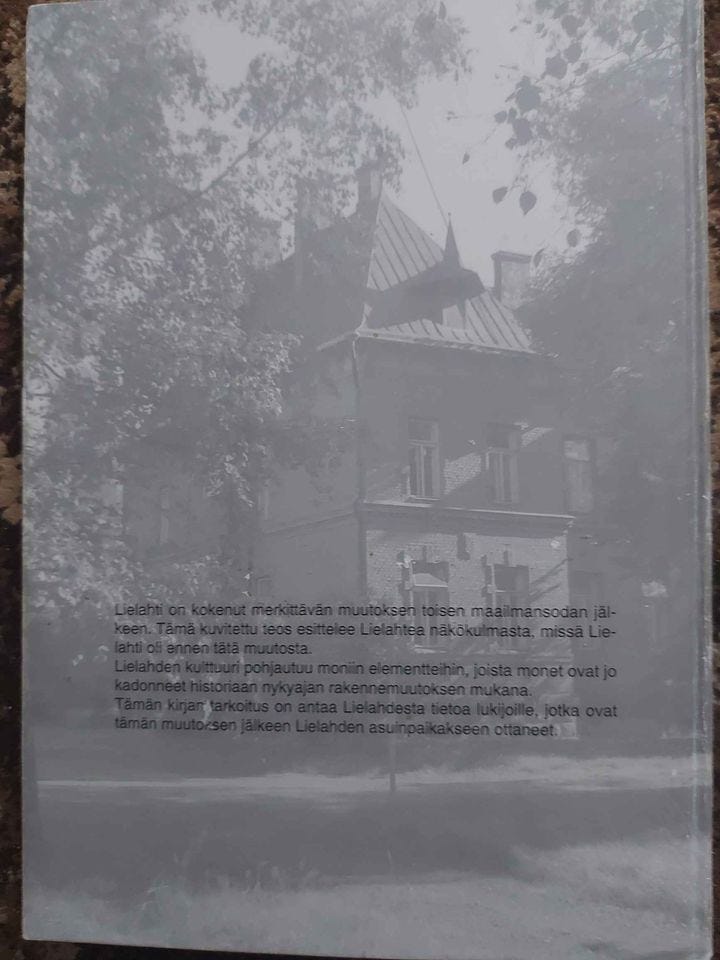 Lielahti on kokenut merkittävän muutoksen toisen maailmansodan jäl-
keen. Tämä kuvitettu teos esittelee Lielahtea näkökulmasta, missä Lie-
lahti oli ennen tätä muutosta.
Lielahden kulttuuri pohjautuu moniin elementteihin, joista monet ovat jo
kadonneet historiaan nykyajan rakennemuutoksen mukana.
Tämän kirjan tarkoitus on antaa Lielahdesta tietoa lukijoille, jotka ovat
tämän muutoksen jälkeen Lielahden asuinpaikakseen ottaneet.